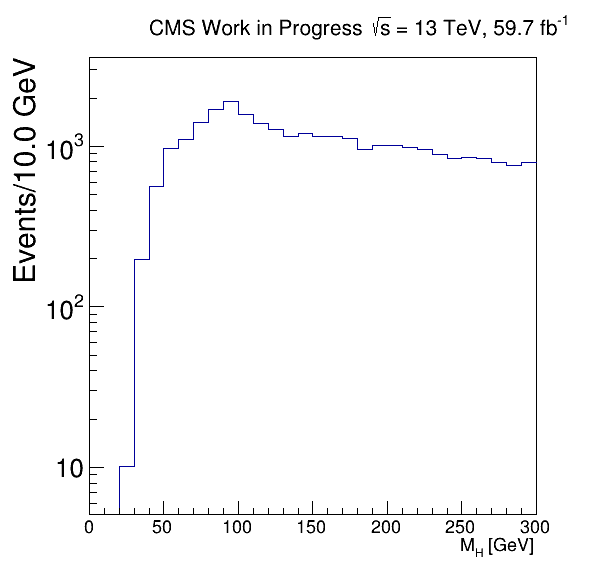 CMS Work in Progress √s = 13 TeV, 59.7 fb⁻¹
Events/10.0 GeV
10³
10²
10
0 50 100 150 200 250 300
M_H [GeV]